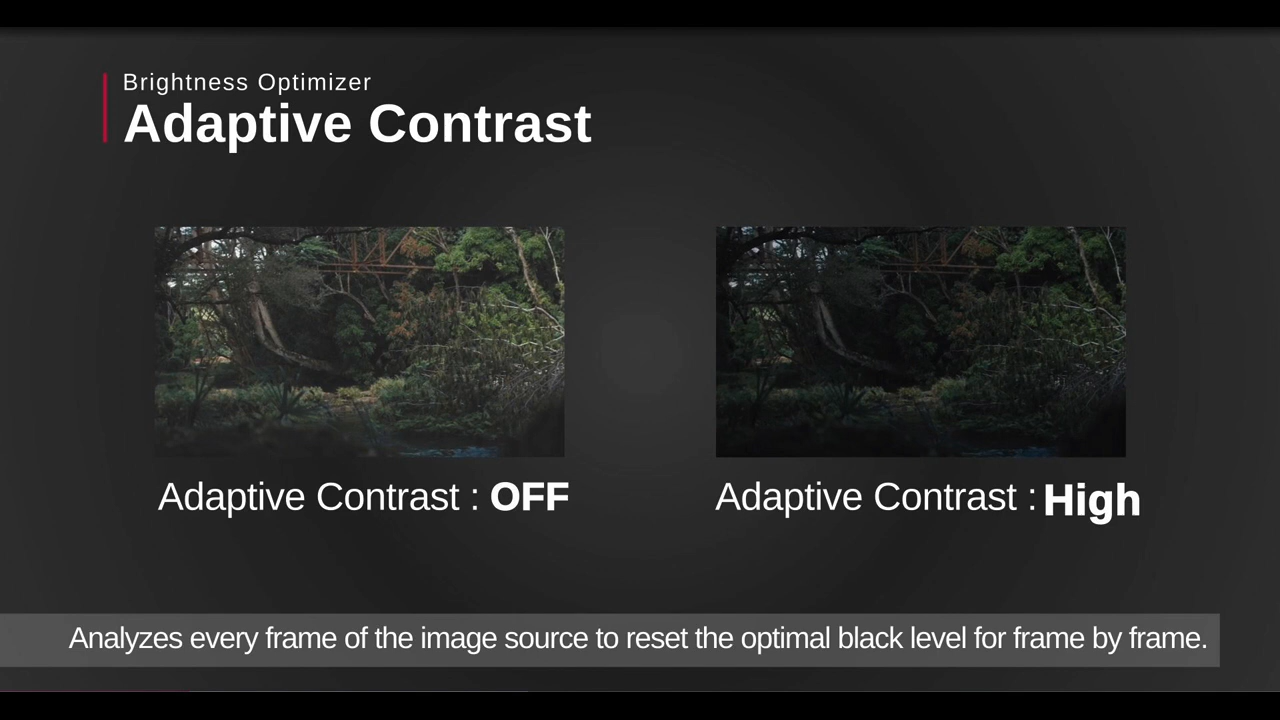 Brightness Optimizer
Adaptive Contrast
Adaptive Contrast : OFF
Adaptive Contrast : High
Analyzes every frame of the image source to reset the optimal black level for frame by frame.